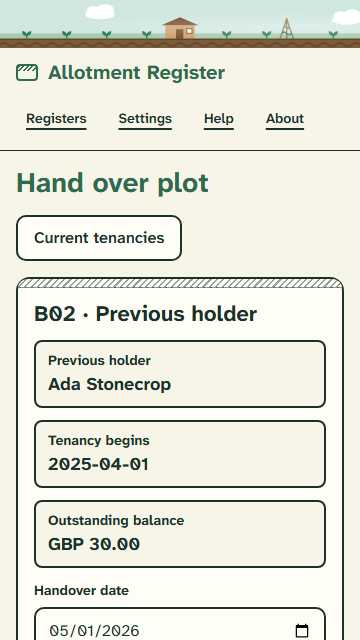 Allotment Register
Registers Settings Help About
Hand over plot
Current tenancies
B02 · Previous holder
Previous holder
Ada Stonecrop
Tenancy begins
2025-04-01
Outstanding balance
GBP 30.00
Handover date
05/01/2026